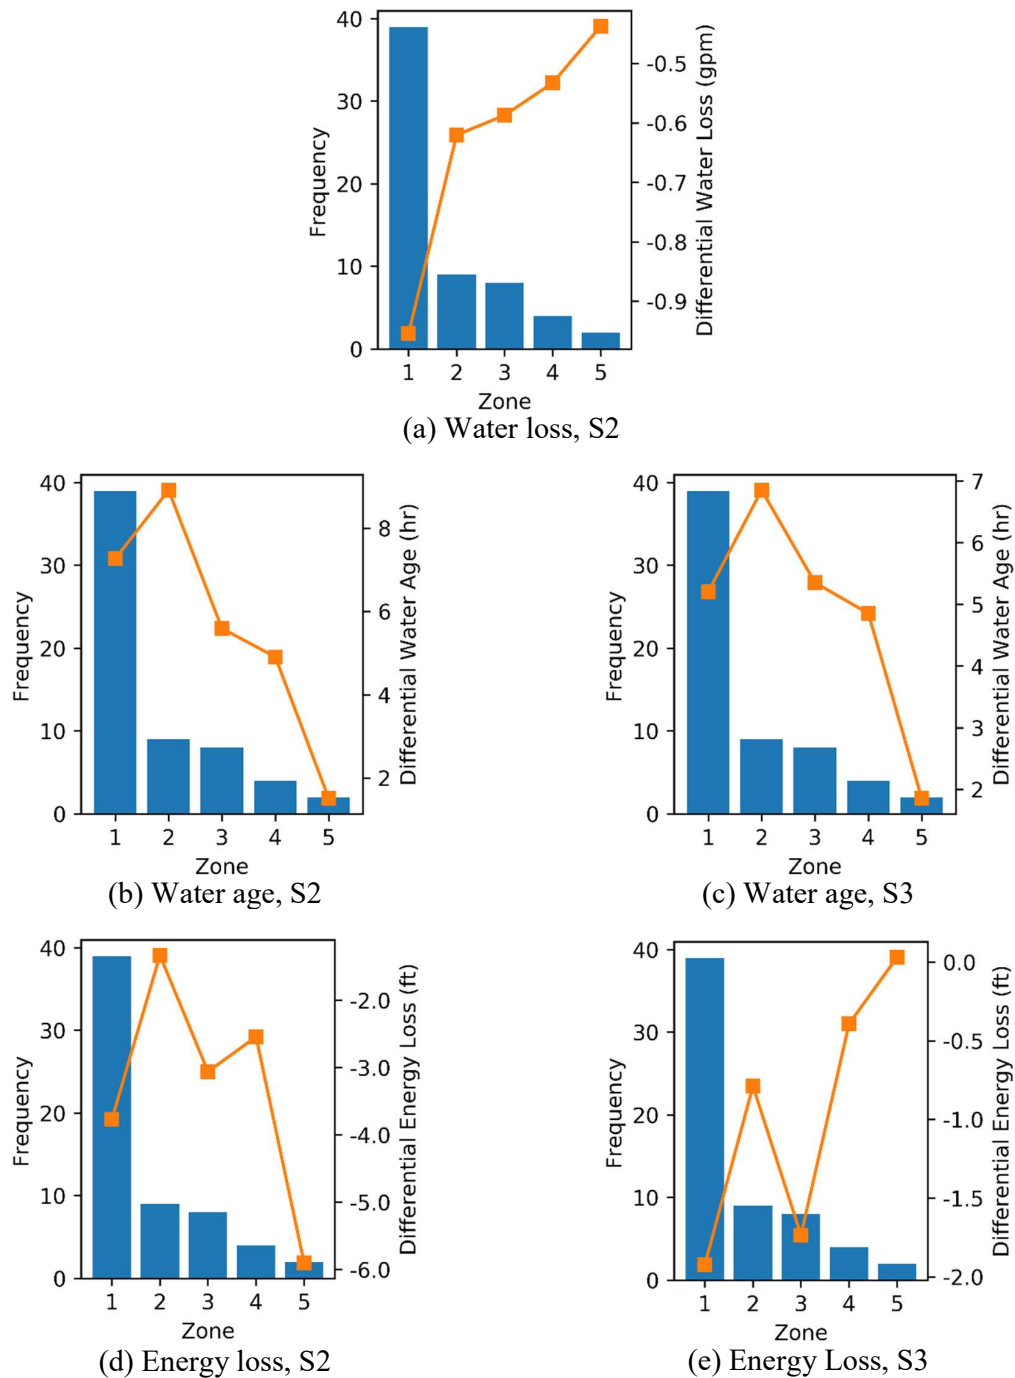 40
30
20
10
0
Frequency
-0.5
-0.6
-0.7
-0.8
-0.9
Differential Water Loss (gpm)
1 2 3 4 5
Zone
(a) Water loss, S2
40
30
20
10
0
Frequency
8
6
4
2
Differential Water Age (hr)
1 2 3 4 5
Zone
(b) Water age, S2
40
30
20
10
0
Frequency
7
6
5
4
3
2
Differential Water Age (hr)
1 2 3 4 5
Zone
(c) Water age, S3
40
30
20
10
0
Frequency
-2.0
-3.0
-4.0
-5.0
-6.0
Differential Energy Loss (ft)
1 2 3 4 5
Zone
(d) Energy loss, S2
40
30
20
10
0
Frequency
0.0
-0.5
-1.0
-1.5
-2.0
Differential Energy Loss (ft)
1 2 3 4 5
Zone
(e) Energy Loss, S3